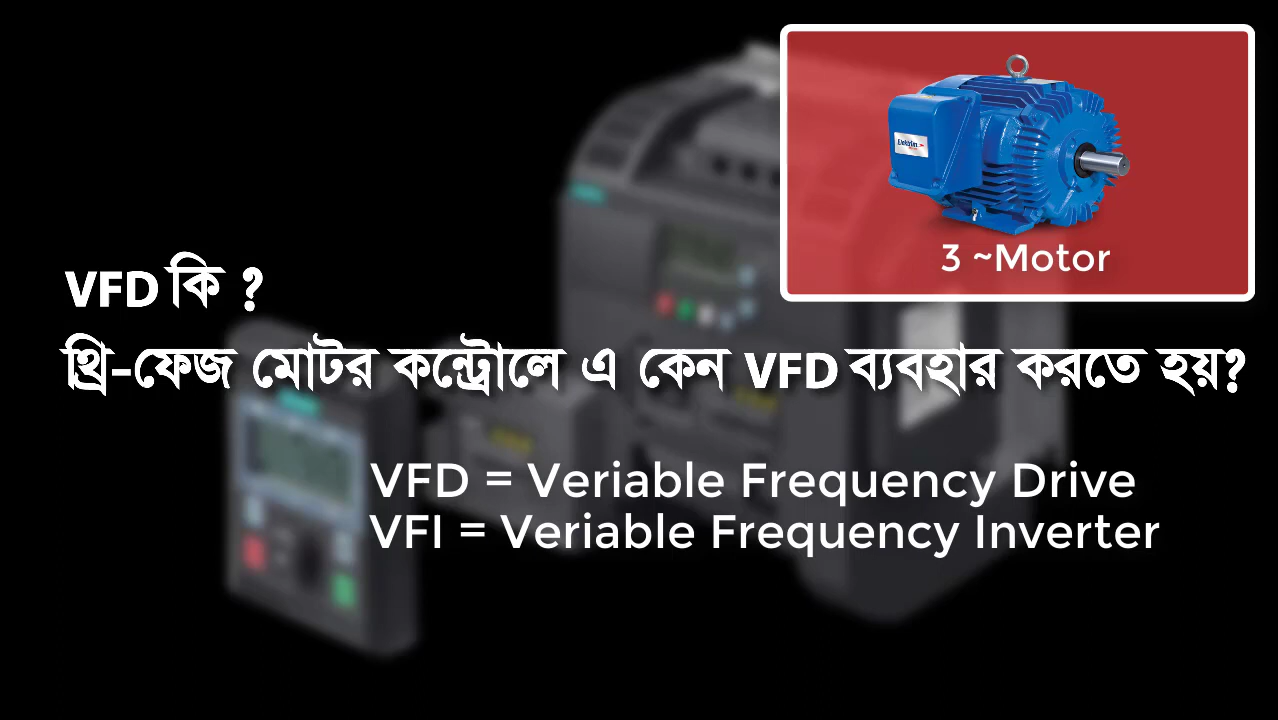 3 ~Motor
VFD কি ?
থ্রি-ফেজ মোটর কন্ট্রোলে এ কেন VFD ব্যবহার করতে হয়?
VFD = Veriable Frequency Drive
VFI = Veriable Frequency Inverter